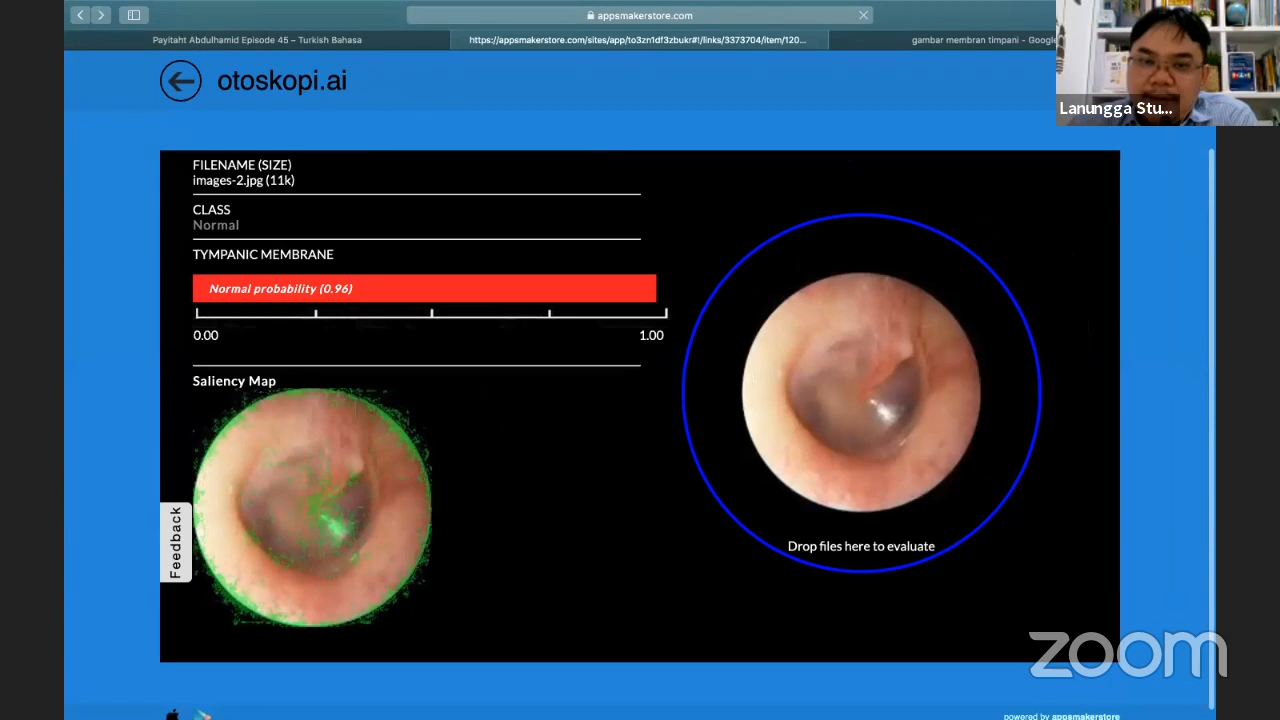 appsmakerstore.com
Payitaht Abdulhamid Episode 45 – Turkish Bahasa
https://appsmakerstore.com/sites/app/to3zn1df3zbukr#!/links/3373704/item/120...
gambar membran timpani - Google
Lanungga Stu...
otoskopi.ai
FILENAME (SIZE)
images-2.jpg (11k)
CLASS
Normal
TYMPANIC MEMBRANE
Normal probability (0.96)
0.00 1.00
Saliency Map
Feedback
Drop files here to evaluate
zoom
powered by appsmakerstore